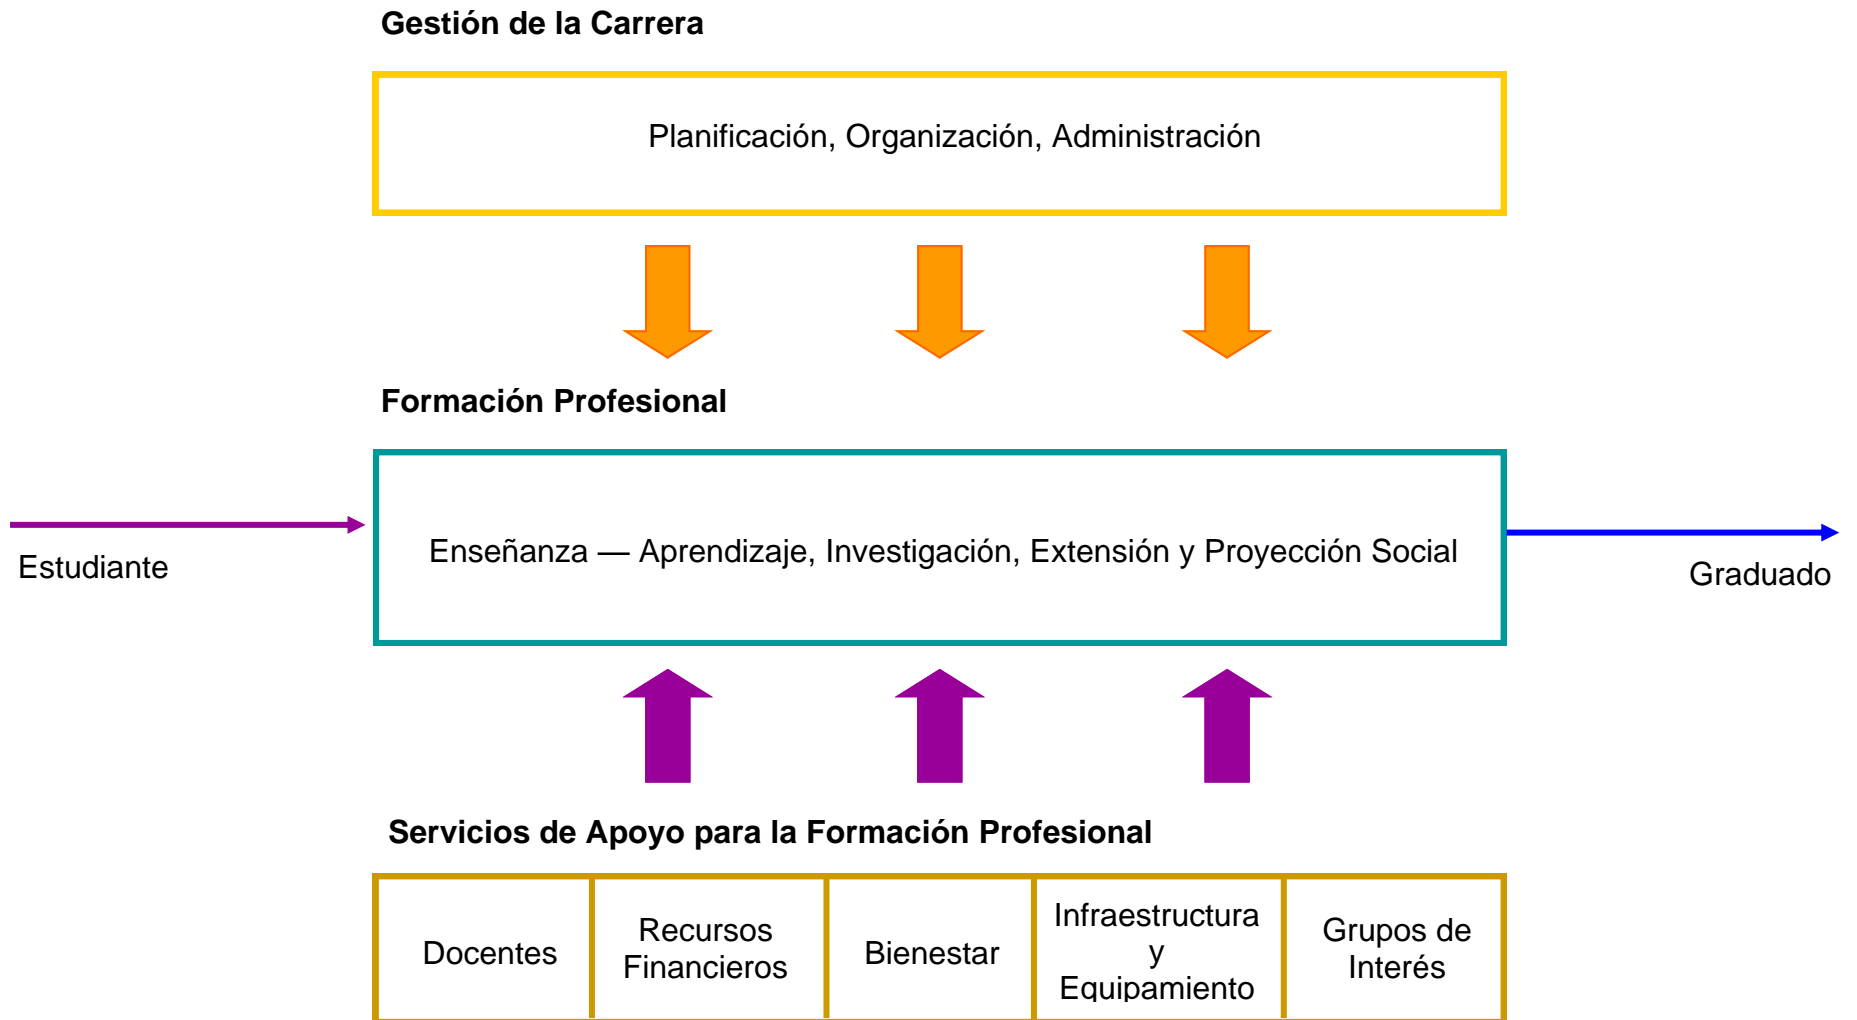 Gestión de la Carrera
Planificación, Organización, Administración
Formación Profesional
Enseñanza — Aprendizaje, Investigación, Extensión y Proyección Social
Estudiante
Graduado
Servicios de Apoyo para la Formación Profesional
Docentes
Recursos
Financieros
Bienestar
Infraestructura
y
Equipamiento
Grupos de
Interés